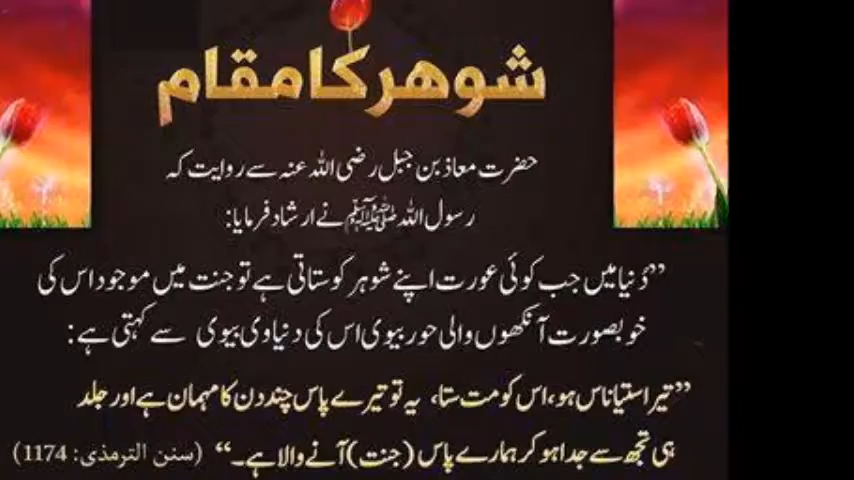 شوہر کا مقام
حضرت معاذ بن جبل رضی اللہ عنہ سے روایت کہ
رسول اللہ ﷺ نے ارشاد فرمایا:
”دُنیا میں جب کوئی عورت اپنے شوہر کو ستاتی ہے تو جنت میں موجود اس کی
خوبصورت آنکھوں والی حور بیوی اس کی دنیاوی بیوی سے کہتی ہے:
”تیرا ستیاناس ہو، اس کو مت ستا، یہ تو تیرے پاس چند دن کا مہمان ہے اور جلد
ہی تجھ سے جدا ہو کر ہمارے پاس (جنت) آنے والا ہے۔“ (سنن الترمذی: 1174)